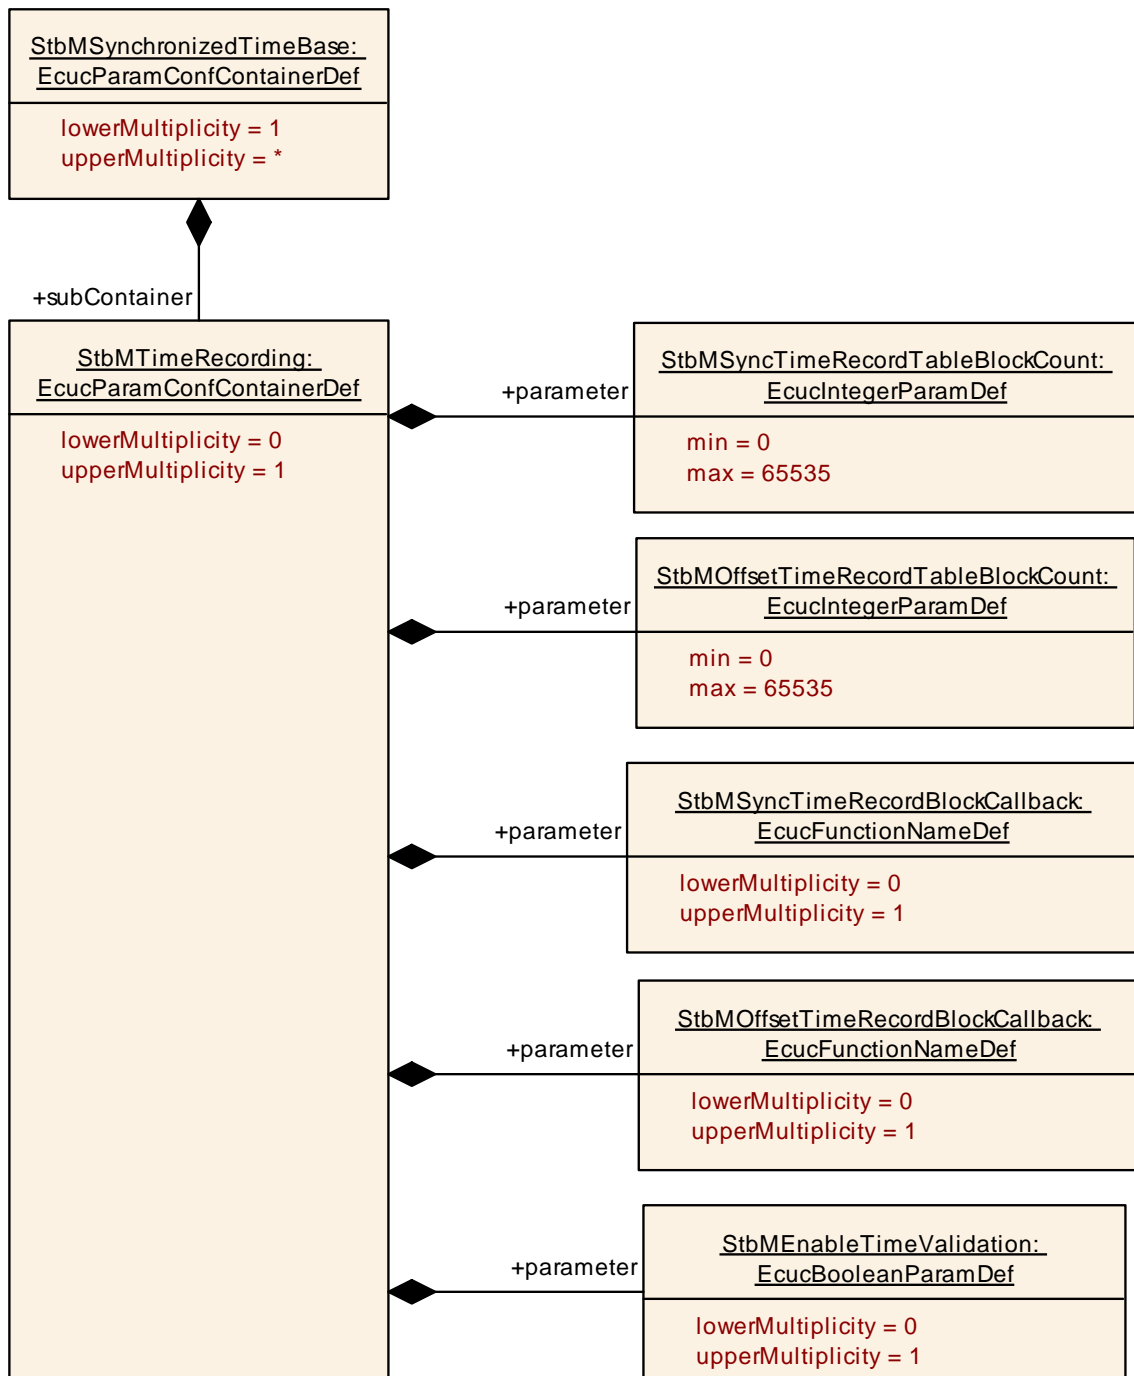 StbMSynchronizedTimeBase:
EcucParamConfContainerDef
lowerMultiplicity = 1
upperMultiplicity = *
+subContainer
StbMTimeRecording:
EcucParamConfContainerDef
lowerMultiplicity = 0
upperMultiplicity = 1
+parameter
StbMSyncTimeRecordTableBlockCount:
EcucIntegerParamDef
min = 0
max = 65535
+parameter
StbMOffsetTimeRecordTableBlockCount:
EcucIntegerParamDef
min = 0
max = 65535
+parameter
StbMSyncTimeRecordBlockCallback:
EcucFunctionNameDef
lowerMultiplicity = 0
upperMultiplicity = 1
+parameter
StbMOffsetTimeRecordBlockCallback:
EcucFunctionNameDef
lowerMultiplicity = 0
upperMultiplicity = 1
+parameter
StbMEnableTimeValidation:
EcucBooleanParamDef
lowerMultiplicity = 0
upperMultiplicity = 1